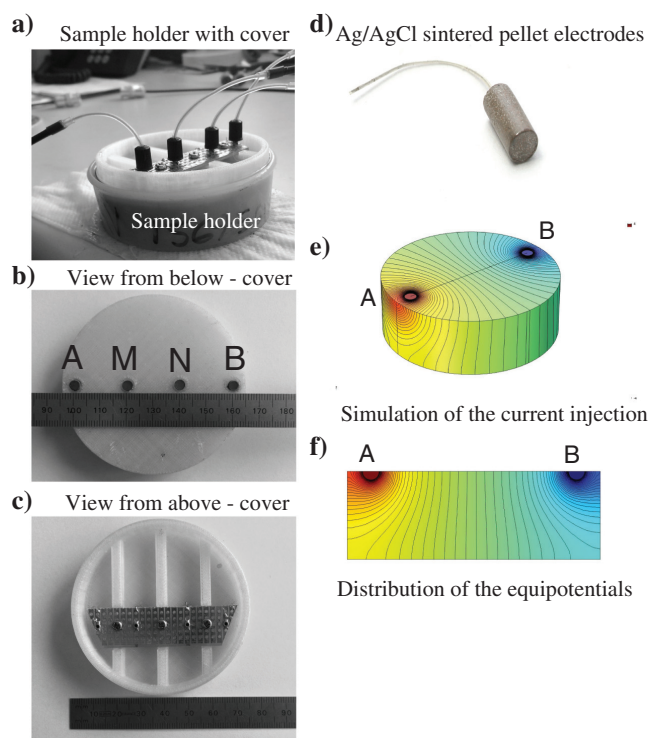 a) Sample holder with cover
Sample holder
b) View from below - cover
A M N B
90 100 110 120 130 140 150 160 170 180
c) View from above - cover
d) Ag/AgCl sintered pellet electrodes
e)
A
B
Simulation of the current injection
f)
A B
Distribution of the equipotentials